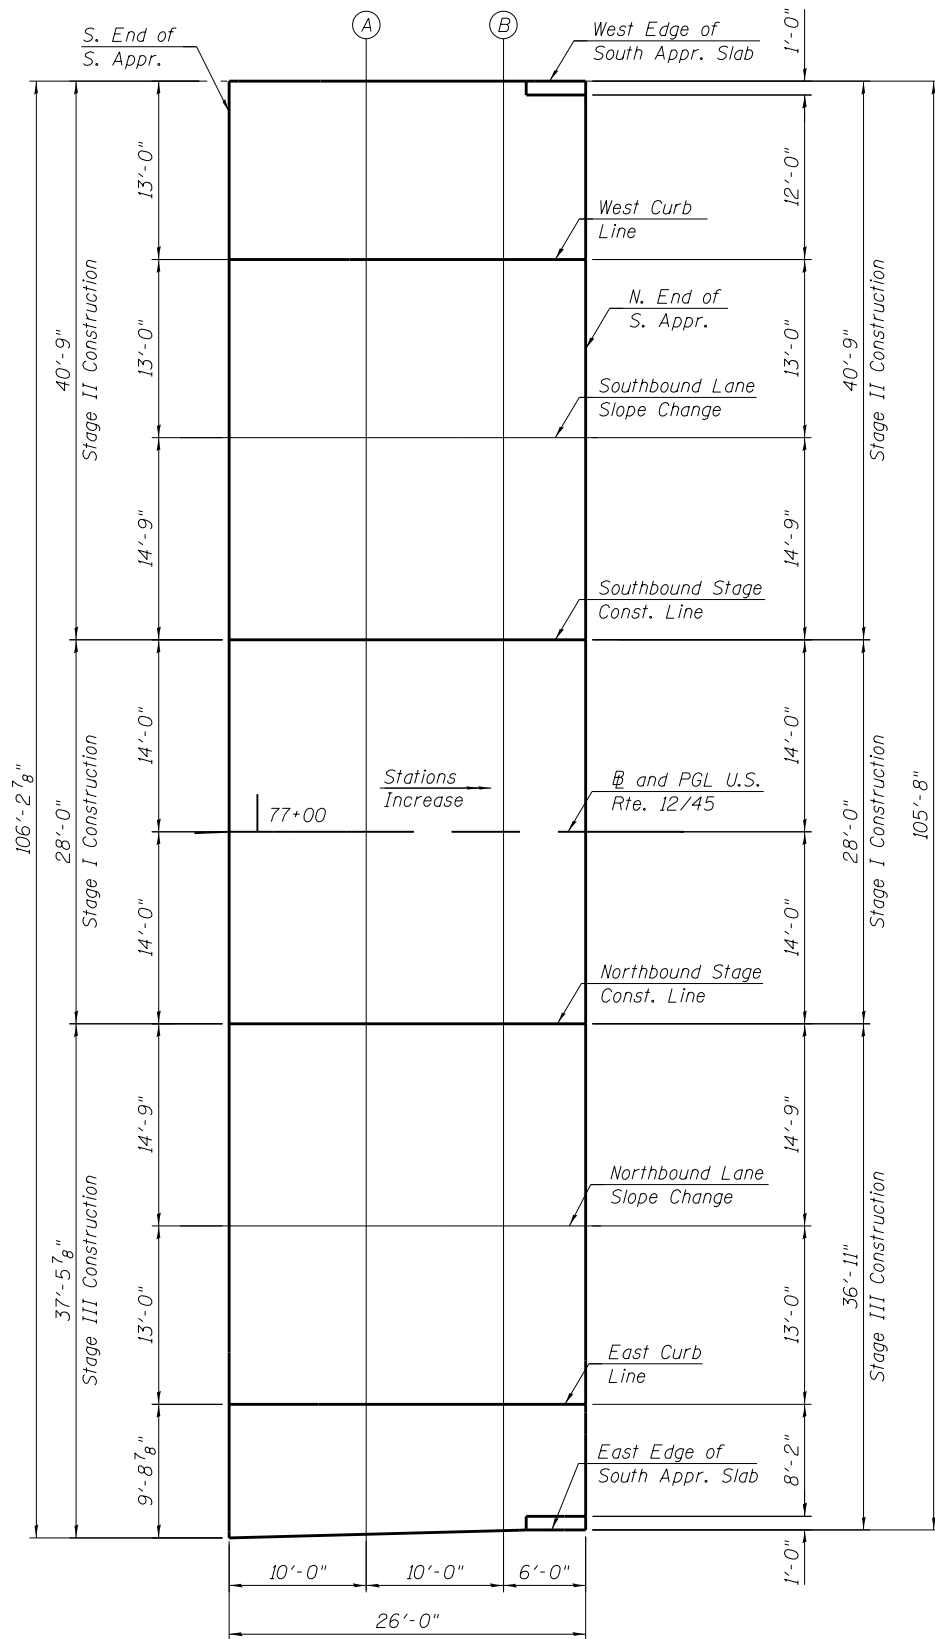 A
B
S. End of
S. Appr.
West Edge of
South Appr. Slab
1'-0"
13'-0"
12'-0"
West Curb
Line
N. End of
S. Appr.
40'-9"
Stage II Construction
13'-0"
13'-0"
40'-9"
Stage II Construction
Southbound Lane
Slope Change
14'-9"
14'-9"
Southbound Stage
Const. Line
106'-2 7/8"
28'-0"
Stage I Construction
14'-0"
14'-0"
28'-0"
Stage I Construction
105'-8"
Stations
Increase
℄ and PGL U.S.
Rte. 12/45
77+00
14'-0"
14'-0"
Northbound Stage
Const. Line
14'-9"
14'-9"
Northbound Lane
Slope Change
37'-5 7/8"
Stage III Construction
13'-0"
13'-0"
36'-11"
Stage III Construction
East Curb
Line
9'-8 7/8"
8'-2"
East Edge of
South Appr. Slab
1'-0"
10'-0"
10'-0"
6'-0"
26'-0"